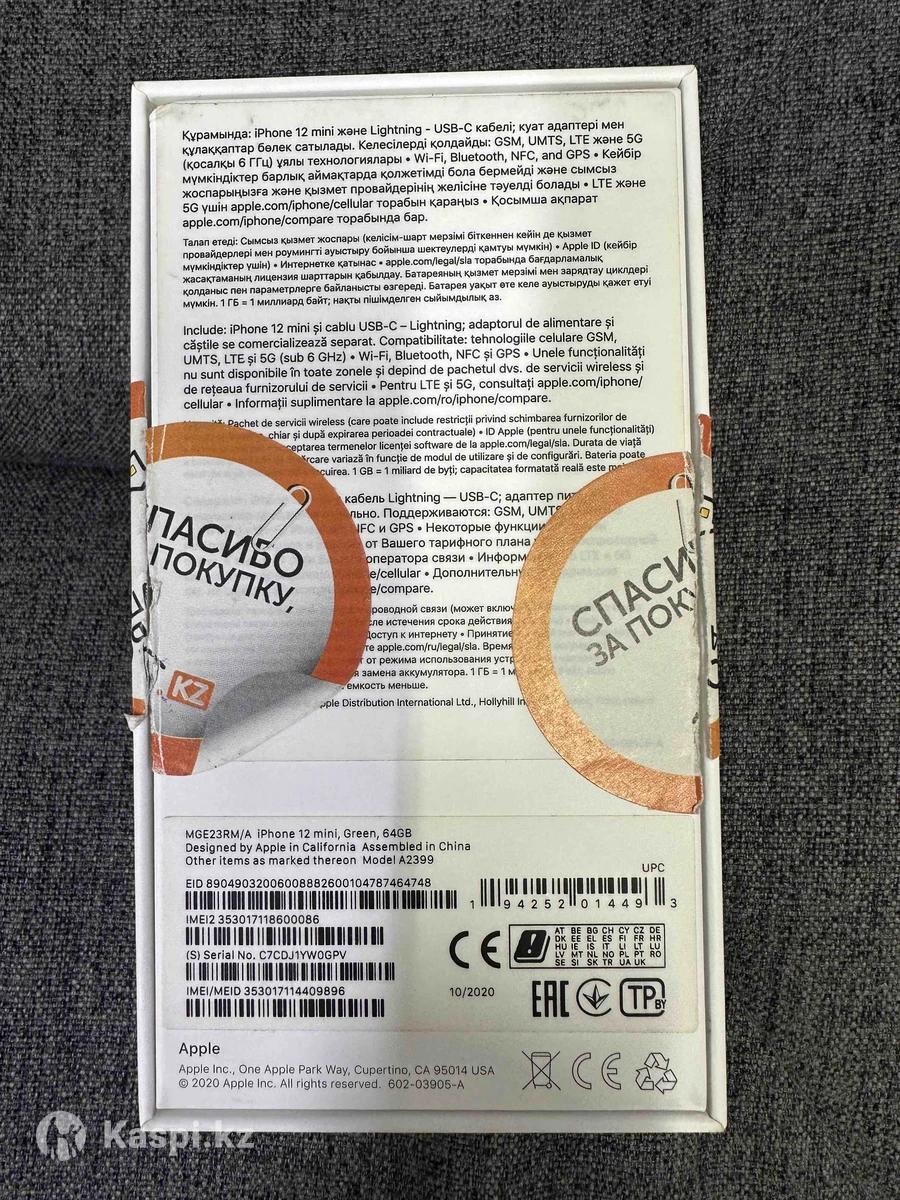 Құрамында: iPhone 12 mini және Lightning - USB-C кабелі; қуат адаптері мен
құлаққаптар бөлек сатылады. Келесілерді қолдайды: GSM, UMTS, LTE және 5G
(қосалқы 6 ГГц) ұялы технологиялары • Wi-Fi, Bluetooth, NFC, and GPS • Кейбір
мүмкіндіктер барлық аймақтарда қолжетімді бола бермейді және сымсыз
жоспарыңызға және қызмет провайдерінің желісіне тәуелді болады • LTE және
5G үшін apple.com/iphone/cellular торабын қараңыз • Қосымша ақпарат
apple.com/iphone/compare торабында бар.
Талап етеді: Сымсыз қызмет жоспары (келісім-шарт мерзімі біткеннен кейін де қызмет
провайдерлері мен роумингті ауыстыру бойынша шектеулерді қамтуы мүмкін) • Apple ID (кейбір
мүмкіндіктер үшін) • Интернетке қатынас • apple.com/legal/sla торабында бағдарламалық
жасақтаманың лицензия шарттарын қабылдау. Батареяның қызмет мерзімі мен зарядтау циклдері
қолданыс пен параметрлерге байланысты өзгереді. Батарея уақыт өте келе ауыстыруды қажет етуі
мүмкін. 1 ГБ = 1 миллиард байт; нақты пішімделген сыйымдылық аз.
Include: iPhone 12 mini și cablu USB-C – Lightning; adaptorul de alimentare și
căștile se comercializează separat. Compatibilitate: tehnologiile celulare GSM,
UMTS, LTE și 5G (sub 6 GHz) • Wi-Fi, Bluetooth, NFC și GPS • Unele funcționalități
nu sunt disponibile în toate zonele și depind de pachetul dvs. de servicii wireless și
de rețeaua furnizorului de servicii • Pentru LTE și 5G, consultați apple.com/iphone/
cellular • Informații suplimentare la apple.com/ro/iphone/compare.
Pachet de servicii wireless (care poate include restricții privind schimbarea furnizorilor de
chiar și după expirarea perioadei contractuale) • ID Apple (pentru unele funcționalități)
ceptarea termenelor licenței software de la apple.com/legal/sla. Durata de viață
rcare variază în funcție de modul de utilizare și de configurări. Bateria poate
cuirea. 1 GB = 1 miliard de byți; capacitatea formatată reală este
кабель Lightning — USB-C; адаптер
льно. Поддерживаются: GSM,
FC и GPS • Некоторые функции
от Вашего тарифного плана
оператора связи • Информ
e/cellular • Дополнительн
e/compare.
роводной связи (может включ
сле истечения срока действия
Доступ к интернету • Принятие
те apple.com/ru/legal/sla. Время
от режима использования устр
я замена аккумулятора. 1 ГБ = 1 м
емкость меньше.
pple Distribution International Ltd., Hollyhill In
ПАСИБО
ПОКУПКУ,
KZ
СПАСИ
ЗА ПОКУ
MGE23RM/A iPhone 12 mini, Green, 64GB
Designed by Apple in California Assembled in China
Other items as marked thereon Model A2399
UPC
EID 89049032006008882600104787464748
1 94252 01449 3
IMEI2 353017118600086
(S) Serial No. C7CDJ1YW0GPV
IMEI/MEID 353017114409896
CE
AT BE BG CH CY CZ DE
DK EE EL ES FI FR HR
HU IE IS IT LI LT LU
LV MT NL NO PL PT RO
SE SI SK TR UA UK
10/2020
EAC
TP BY
Apple
Apple Inc., One Apple Park Way, Cupertino, CA 95014 USA
© 2020 Apple Inc. All rights reserved. 602-03905-A
CE
Kaspi.kz